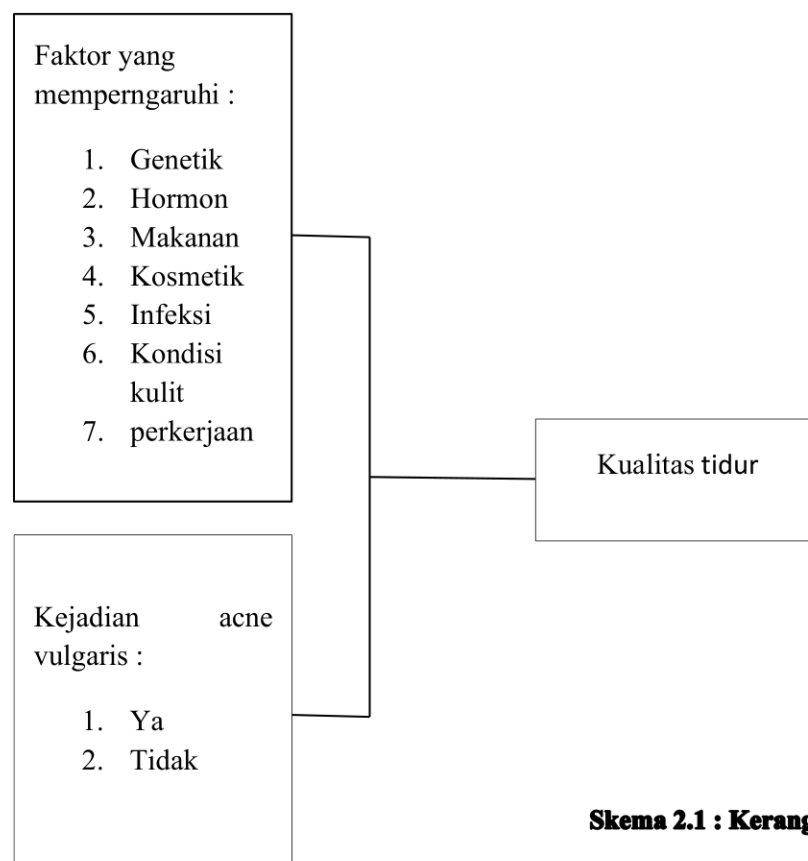 Faktor yang
memperngaruhi :
1. Genetik
2. Hormon
3. Makanan
4. Kosmetik
5. Infeksi
6. Kondisi
kulit
7. perkerjaan
Kejadian acne
vulgaris :
1. Ya
2. Tidak
Kualitas tidur
Skema 2.1 :